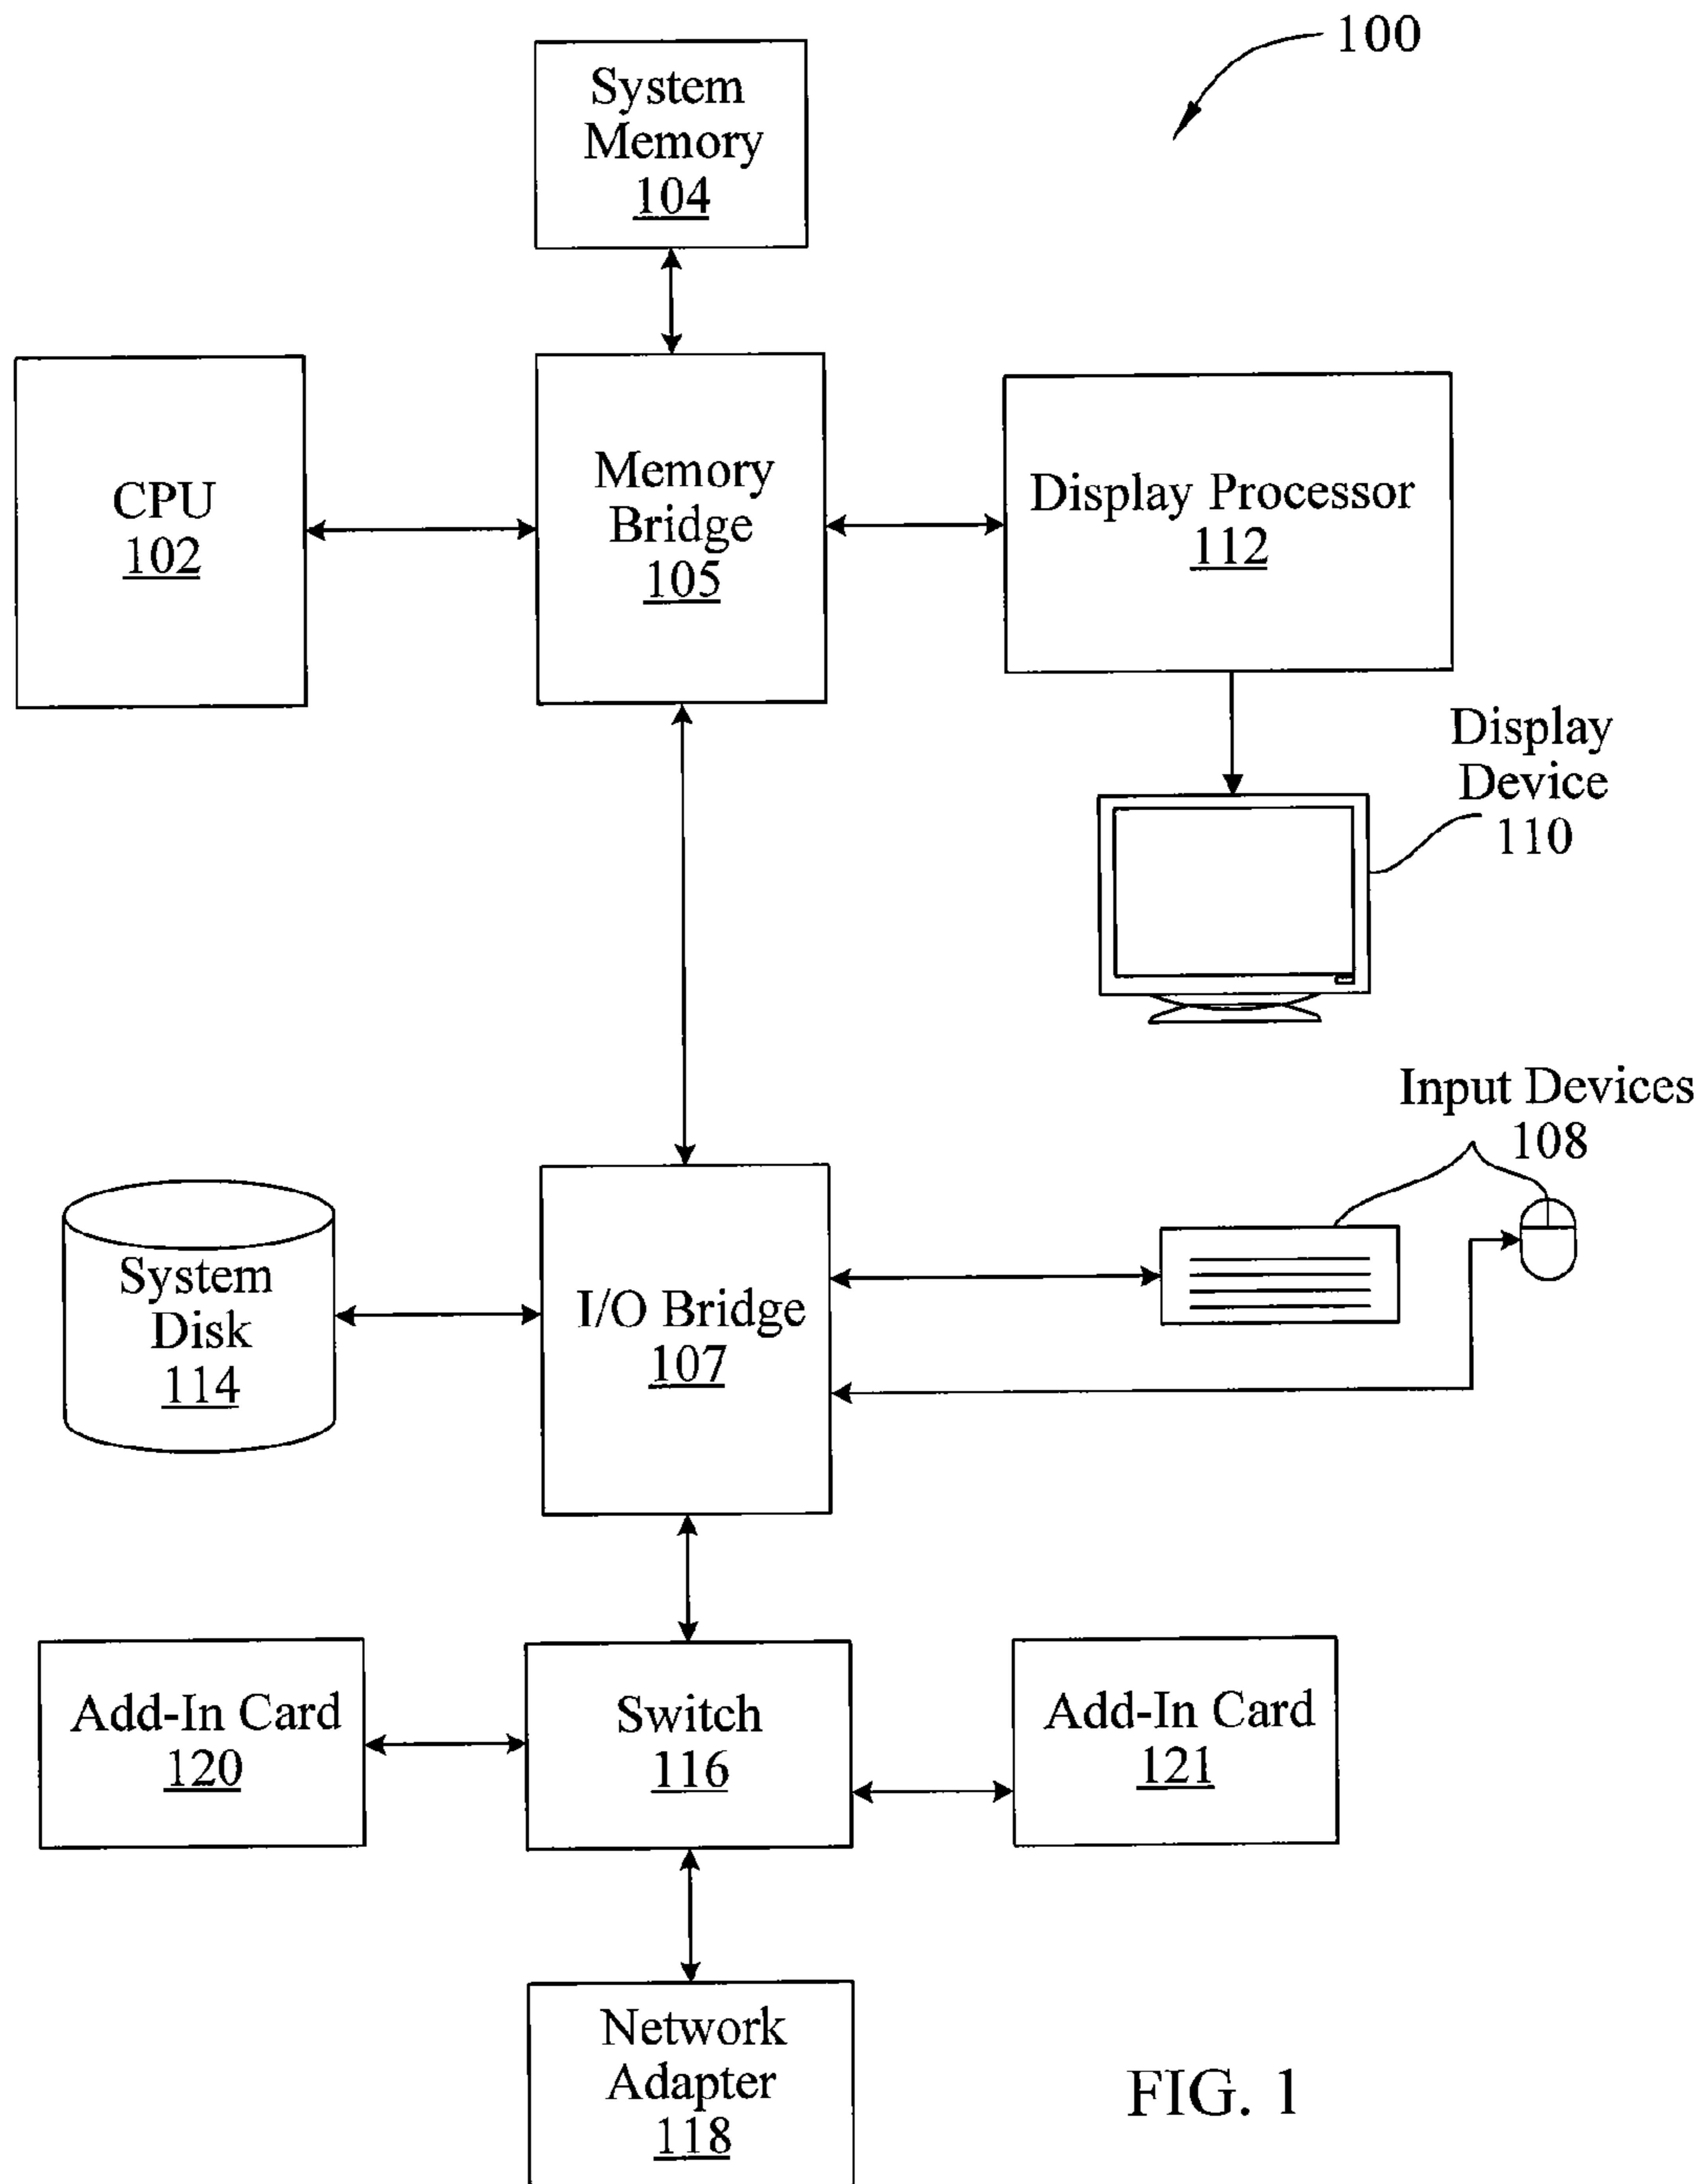 100
System
Memory
104
CPU
102
Memory
Bridge
105
Display Processor
112
Display
Device
110
Input Devices
108
System
Disk
114
I/O Bridge
107
Add-In Card
120
Switch
116
Add-In Card
121
Network
Adapter
118
FIG. 1